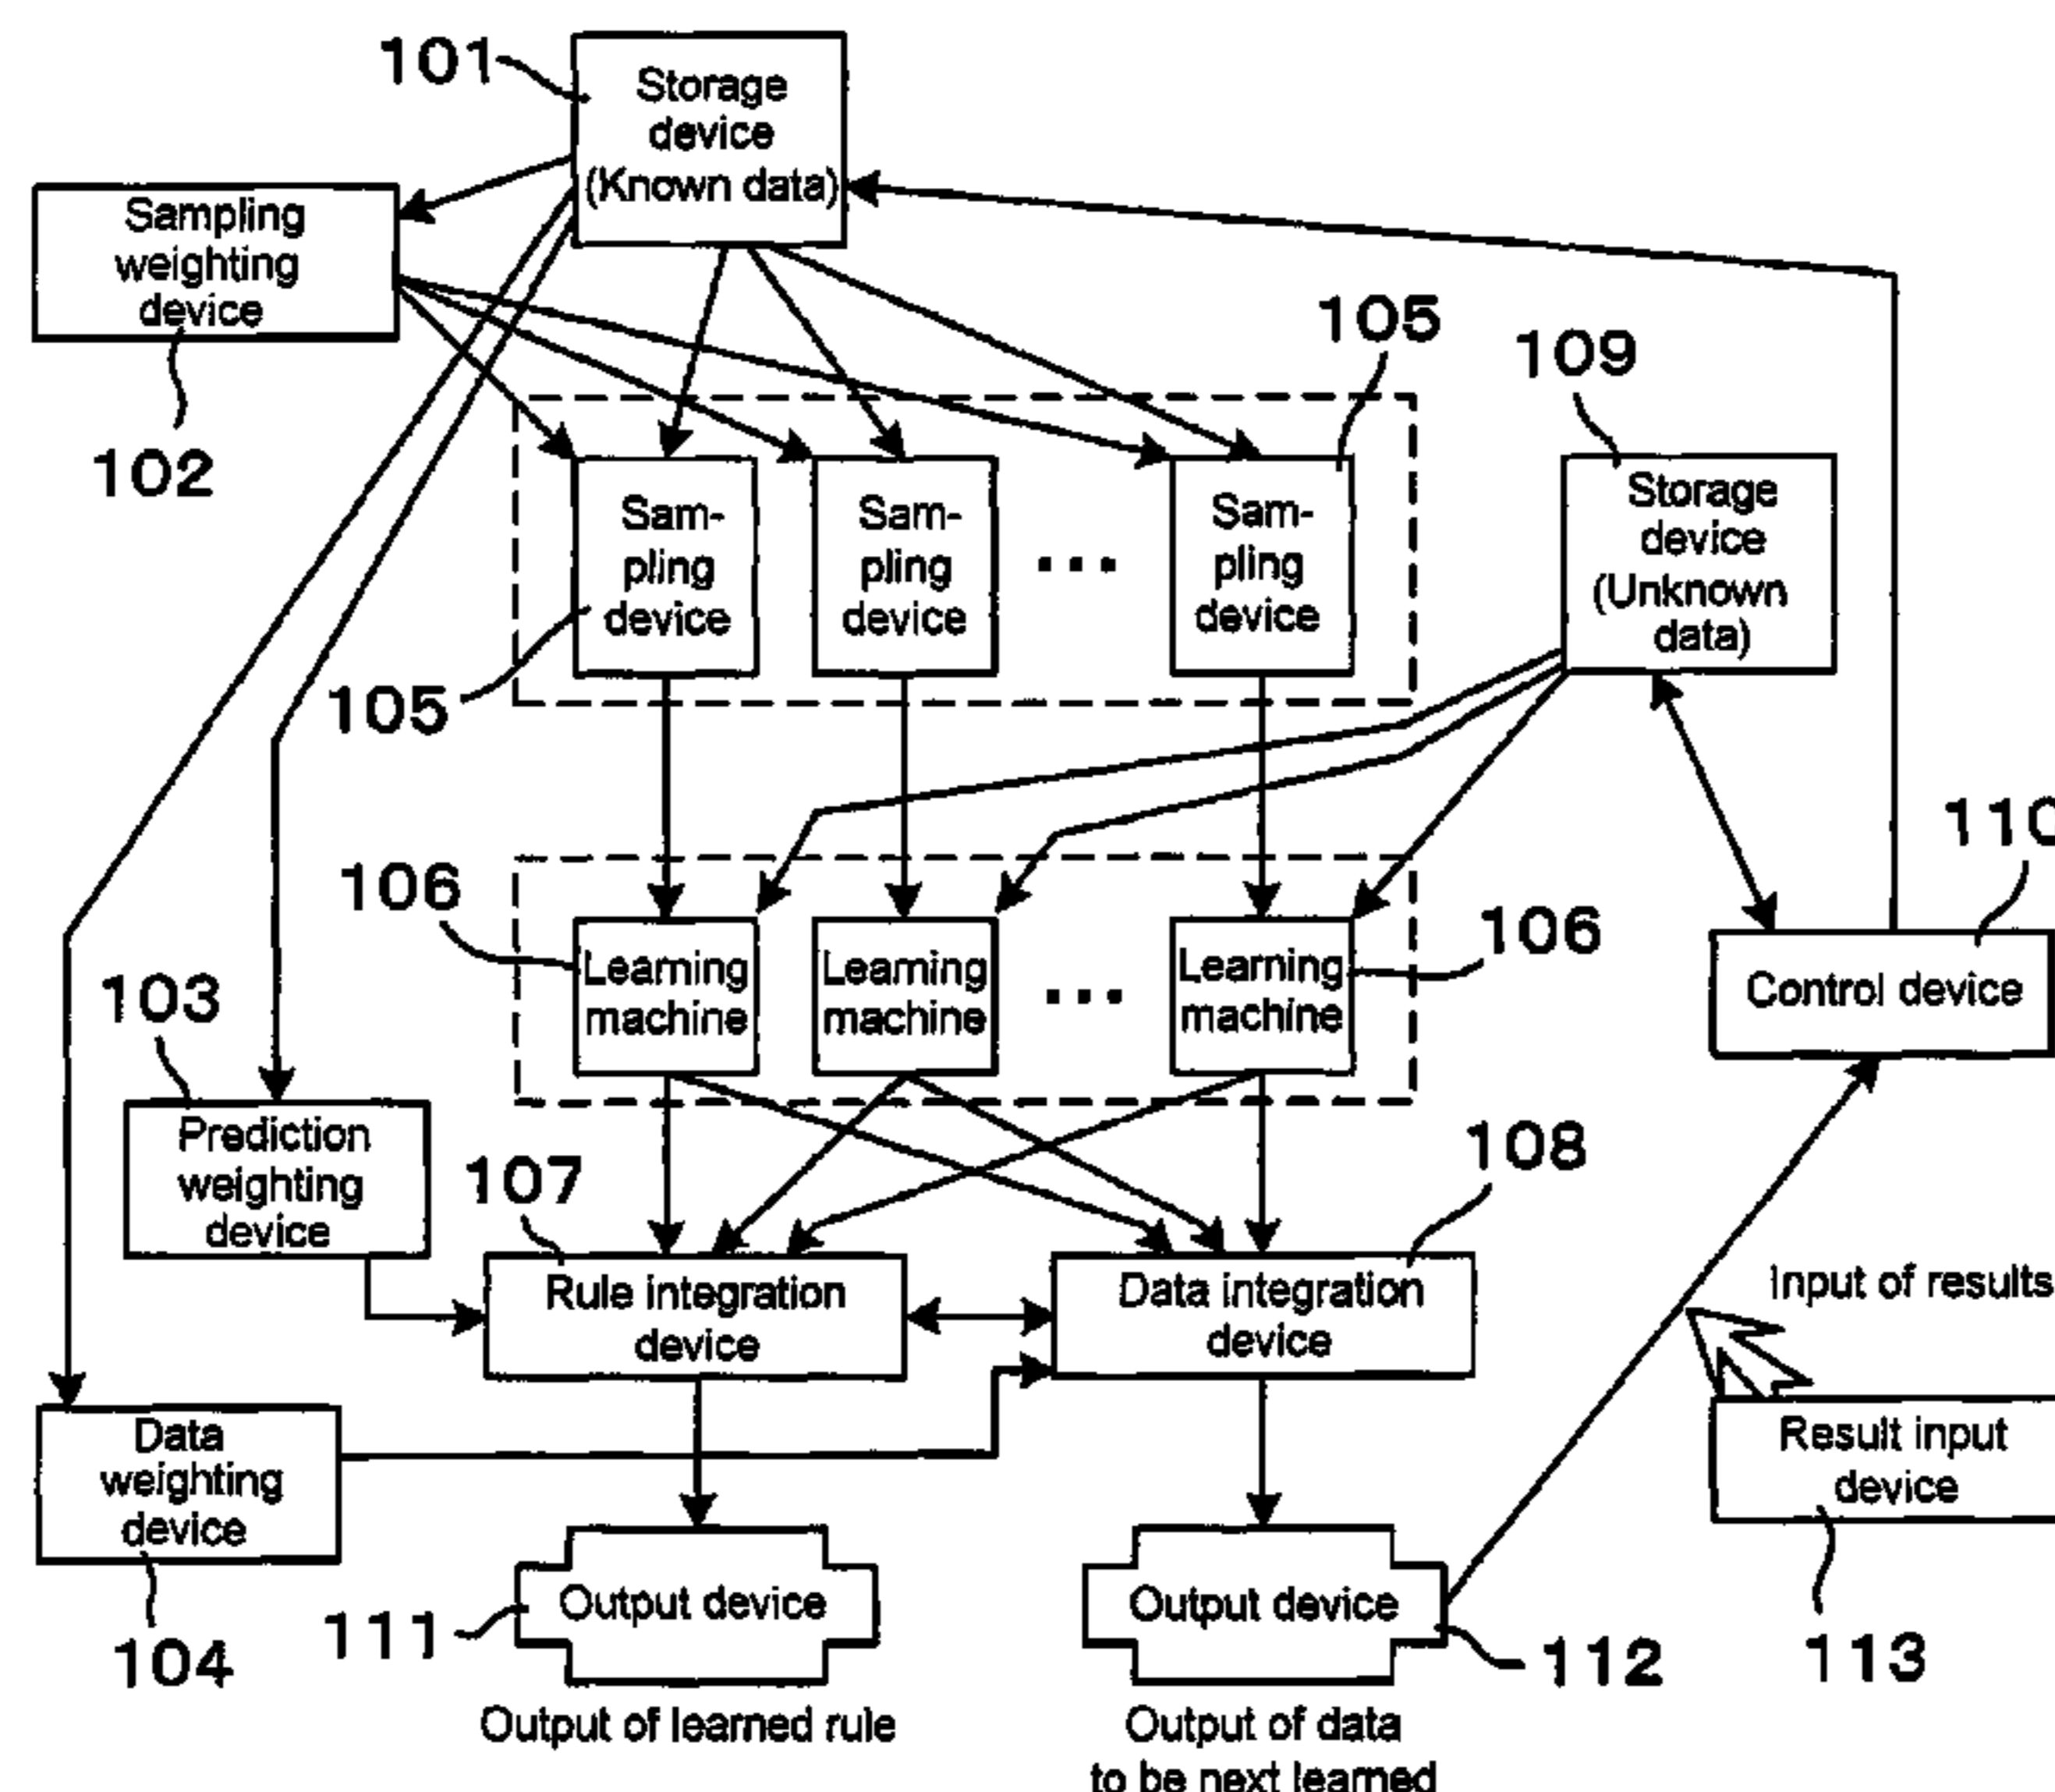 101
Storage
device
(Known data)
Sampling
weighting
device
102
105
109
Sam-
pling
device
Sam-
pling
device
...
Sam-
pling
device
Storage
device
(Unknown
data)
105
110
106
Learning
machine
Learning
machine
...
Learning
machine
106
Control device
103
Prediction
weighting
device
107
108
Rule integration
device
Data integration
device
Input of results
Data
weighting
device
Result input
device
104
111
Output device
Output device
112
113
Output of learned rule
Output of data
to be next learned